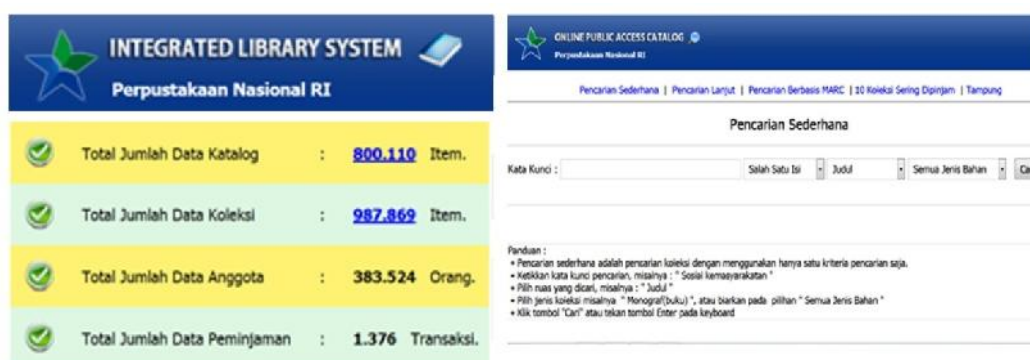 INTEGRATED LIBRARY SYSTEM
Perpustakaan Nasional RI
Total Jumlah Data Katalog : 800.110 Item.
Total Jumlah Data Koleksi : 987.869 Item.
Total Jumlah Data Anggota : 383.524 Orang.
Total Jumlah Data Peminjaman : 1.376 Transaksi.
ONLINE PUBLIC ACCESS CATALOG
Perpustakaan Nasional RI
Pencarian Sederhana | Pencarian Lanjut | Pencarian Berbasis MARC | 10 Koleksi Sering Dipinjam | Tampung
Pencarian Sederhana
Kata Kunci : Salah Satu Isi Judul Semua Jenis Bahan Ca
Panduan :
• Pencarian sederhana adalah pencarian koleksi dengan menggunakan hanya satu kriteria pencarian saja.
• Ketikkan kata kunci pencarian, misalnya : " Sosial kemasyarakatan "
• Pilih ruas yang dicari, misalnya : " Judul "
• Pilih jenis koleksi misalnya " Monograf(buku) ", atau biarkan pada pilihan " Semua Jenis Bahan "
• Klik tombol "Cari" atau tekan tombol Enter pada keyboard